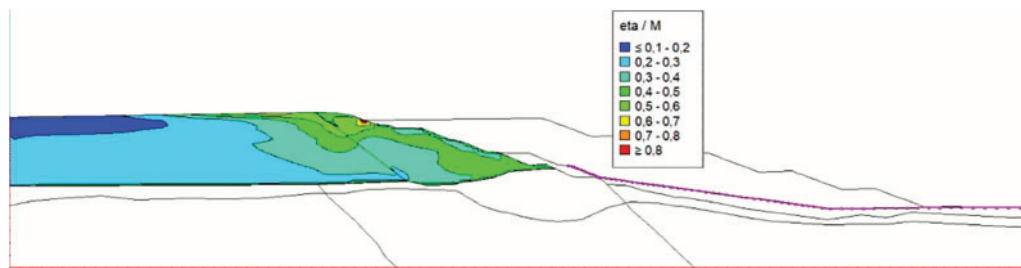 eta / M
≤ 0,1 - 0,2
0,2 - 0,3
0,3 - 0,4
0,4 - 0,5
0,5 - 0,6
0,6 - 0,7
0,7 - 0,8
≥ 0,8